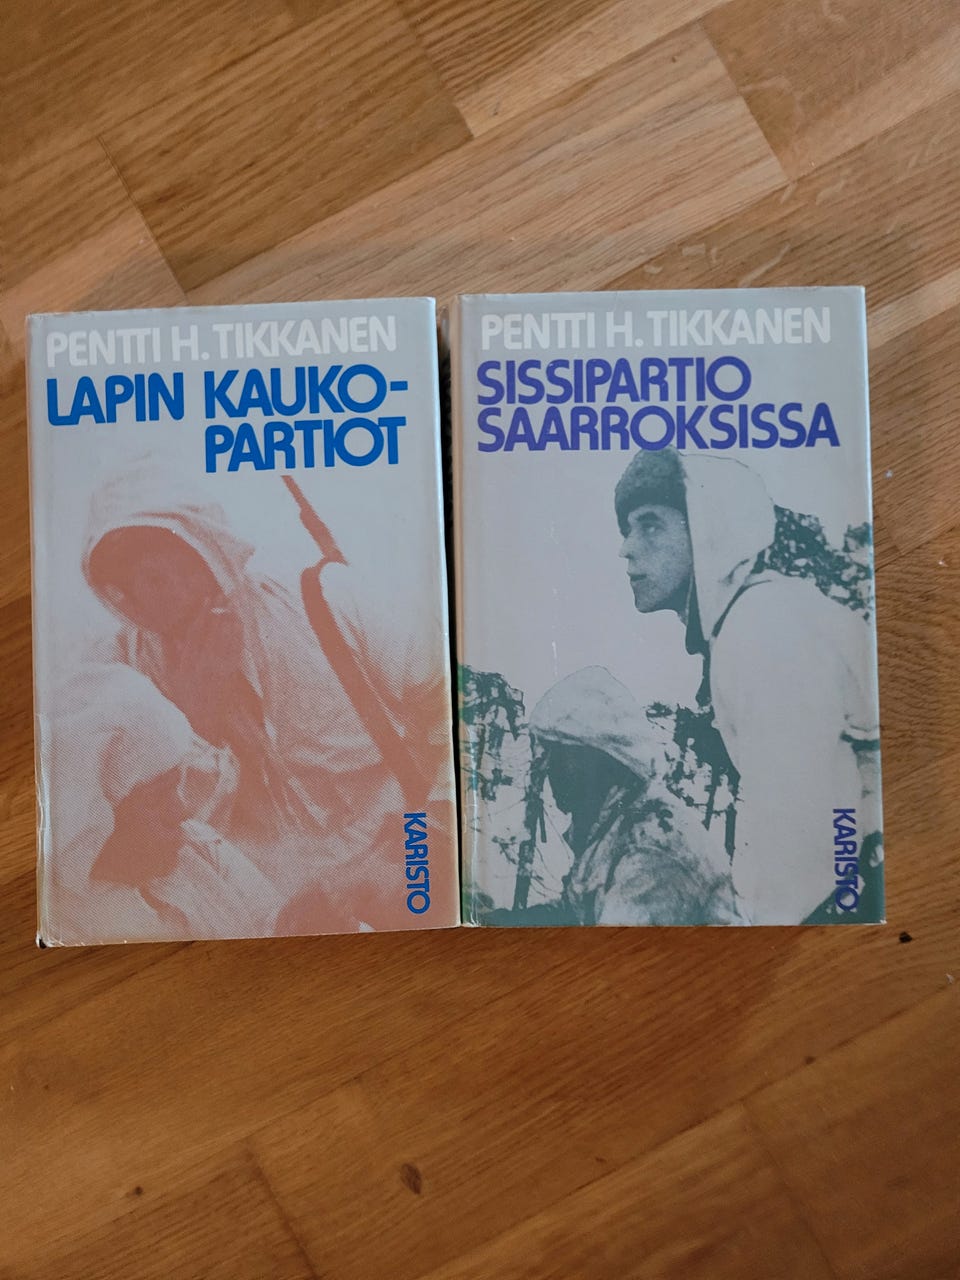 PENTTI H. TIKKANEN
LAPIN KAUKO-
PARTIOT
KARISTO
PENTTI H. TIKKANEN
SISSIPARTIO
SAARROKSISSA
KARISTO